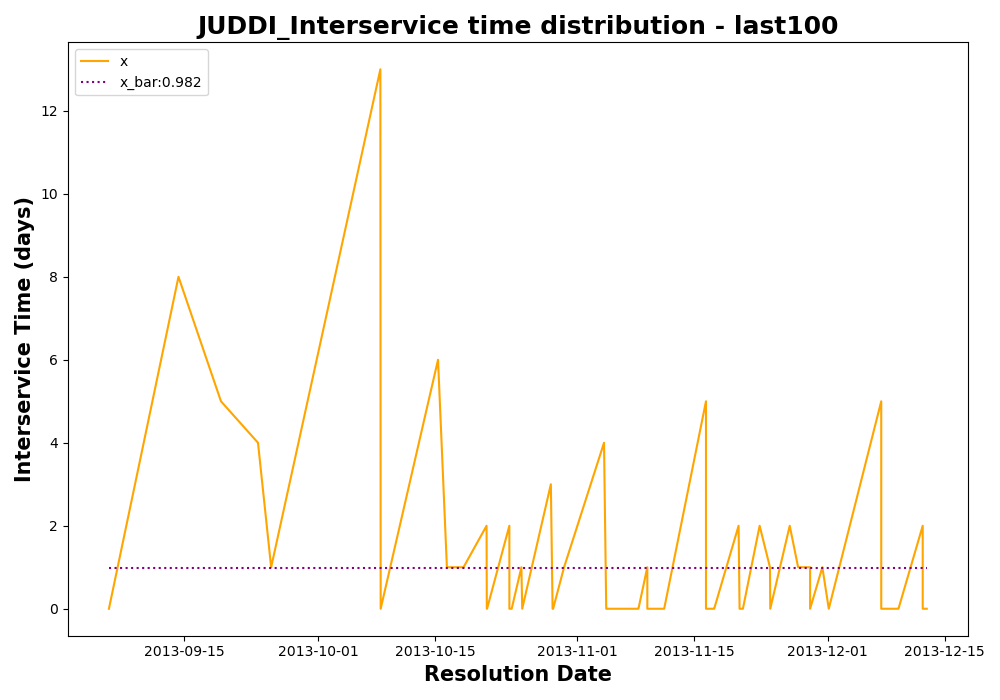 JUDDI_Interservice time distribution - last100
x
x_bar:0.982
Interservice Time (days)
12
10
8
6
4
2
0
2013-09-15
2013-10-01
2013-10-15
2013-11-01
2013-11-15
2013-12-01
2013-12-15
Resolution Date